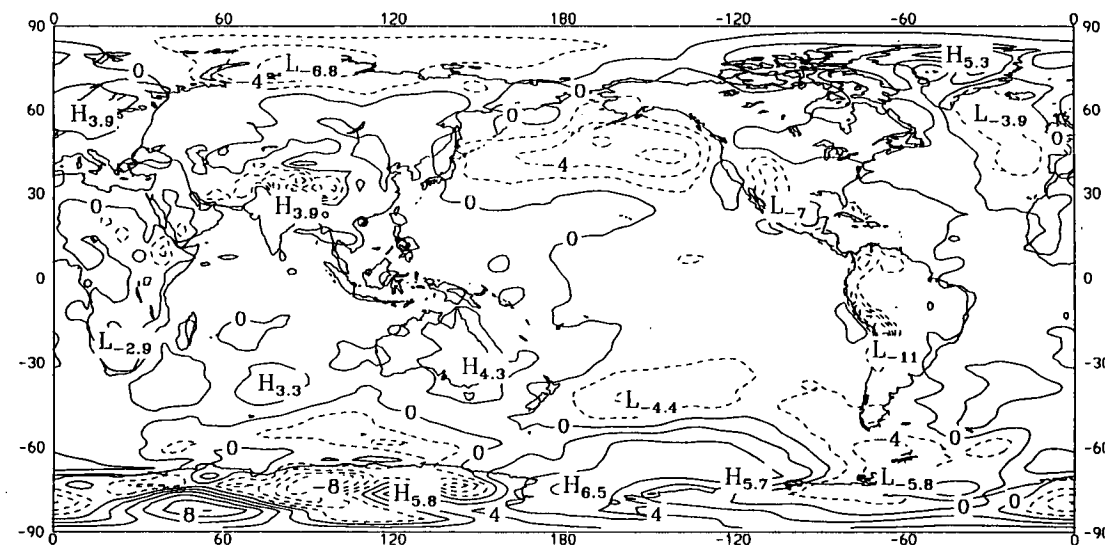 0 60 120 180 -120 -60 0
90 90
H5.3
0 L-6.8
-4 0
60 H3.9 0 L-3.9 60
0
-4
30 0 30
0 H3.9 L-7
0
0 0
0
L-2.9 L-11
-30 H4.3 -30
H3.3
L-4.4
0 0
-4 0
-60 0 0 -60
-8 H5.8 H6.5 H5.7 L-5.8
0 0
8 4 4
-90 -90
0 60 120 180 -120 -60 0